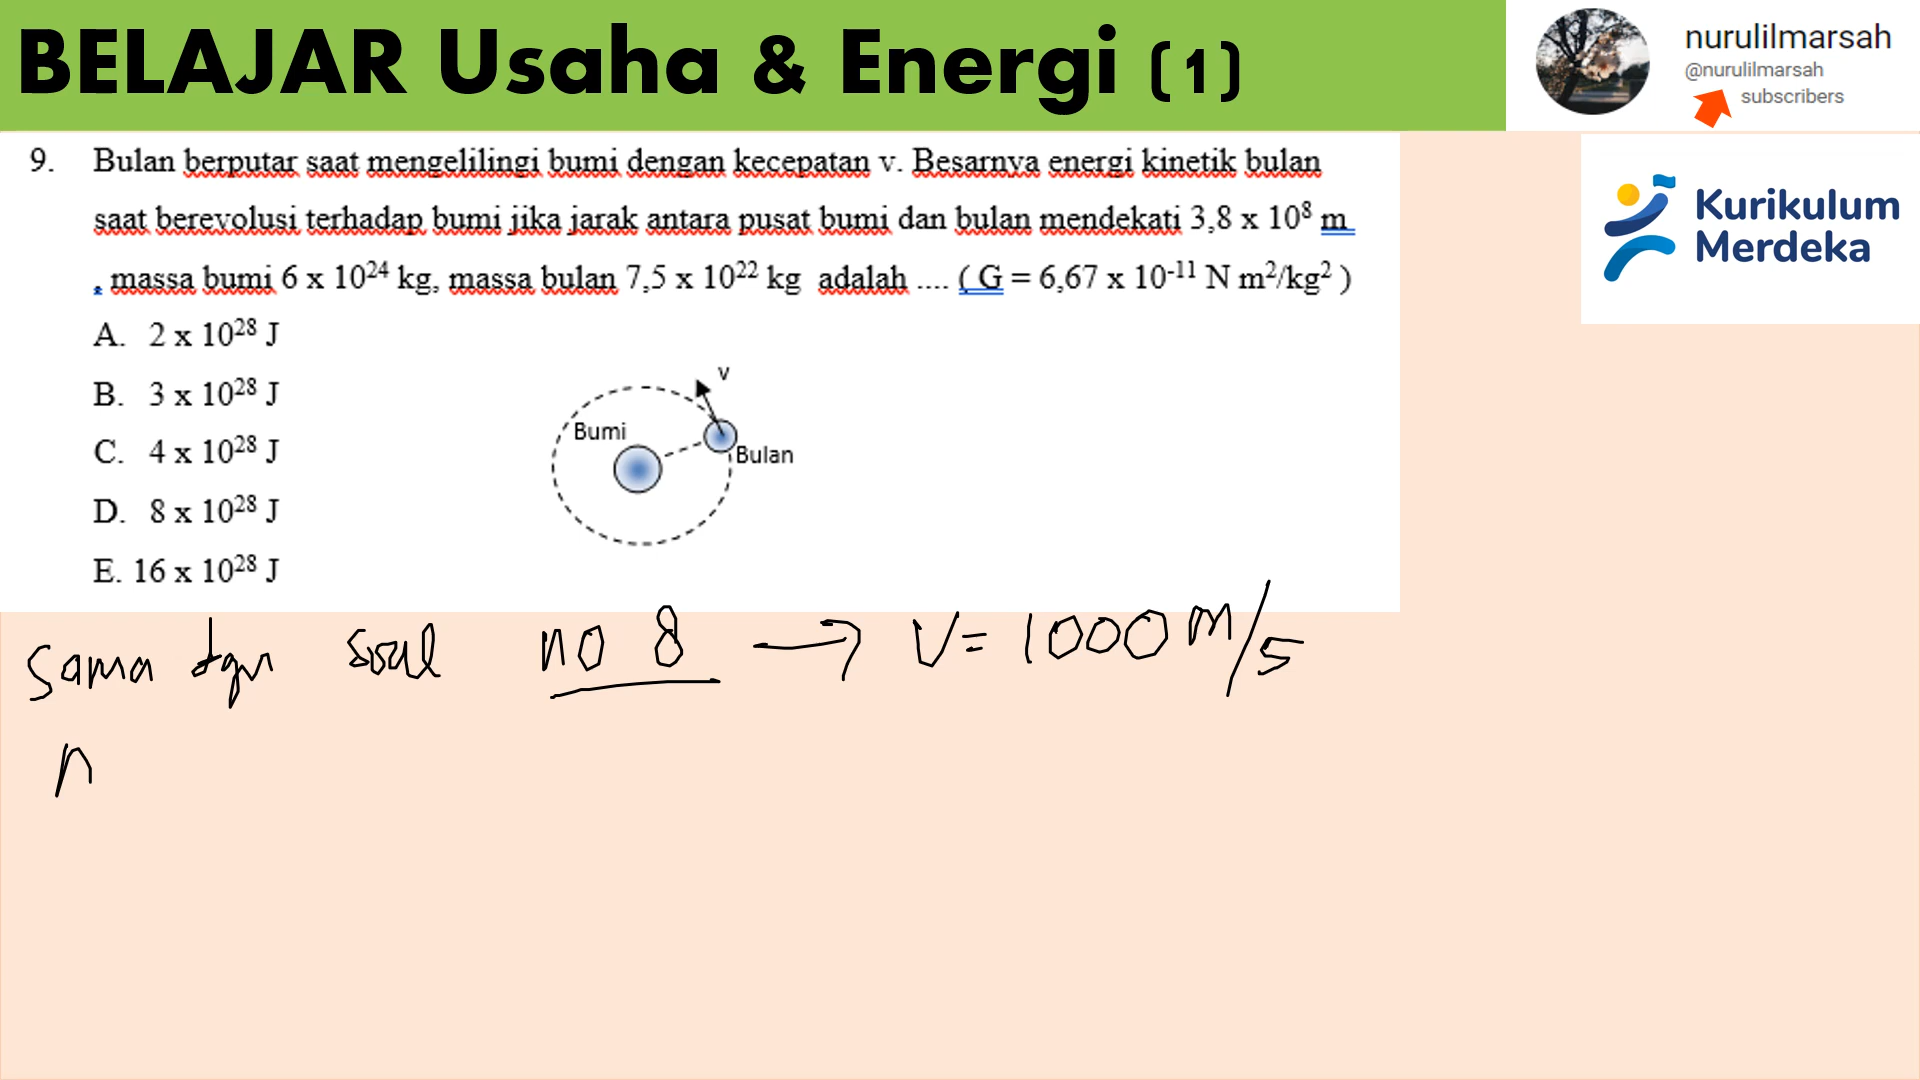 BELAJAR Usaha & Energi (1)
nurulilmarsah
@nurulilmarsah
subscribers
Kurikulum
Merdeka
9. Bulan berputar saat mengelilingi bumi dengan kecepatan v. Besarnya energi kinetik bulan
saat berevolusi terhadap bumi jika jarak antara pusat bumi dan bulan mendekati 3,8 x 10⁸ m
, massa bumi 6 x 10²⁴ kg, massa bulan 7,5 x 10²² kg adalah .... ( G = 6,67 x 10⁻¹¹ N m²/kg² )
A. 2 x 10²⁸ J
B. 3 x 10²⁸ J
C. 4 x 10²⁸ J
D. 8 x 10²⁸ J
E. 16 x 10²⁸ J
v
Bumi
Bulan
sama dgn soal no 8 → v = 1000 m/s
n